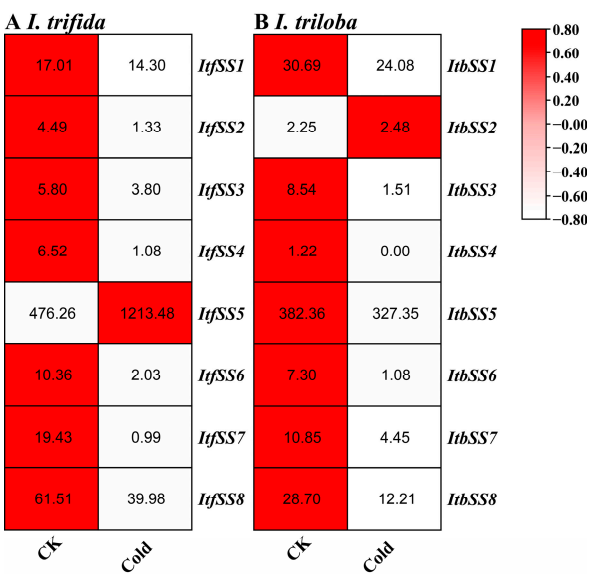 A I. trifida
B I. triloba
17.01 14.30 ItfSS1
30.69 24.08 ItbSS1
4.49 1.33 ItfSS2
2.25 2.48 ItbSS2
5.80 3.80 ItfSS3
8.54 1.51 ItbSS3
6.52 1.08 ItfSS4
1.22 0.00 ItbSS4
476.26 1213.48 ItfSS5
382.36 327.35 ItbSS5
10.36 2.03 ItfSS6
7.30 1.08 ItbSS6
19.43 0.99 ItfSS7
10.85 4.45 ItbSS7
61.51 39.98 ItfSS8
28.70 12.21 ItbSS8
CK Cold
CK Cold
0.80
0.60
0.40
0.20
−0.00
−0.20
−0.40
−0.60
−0.80